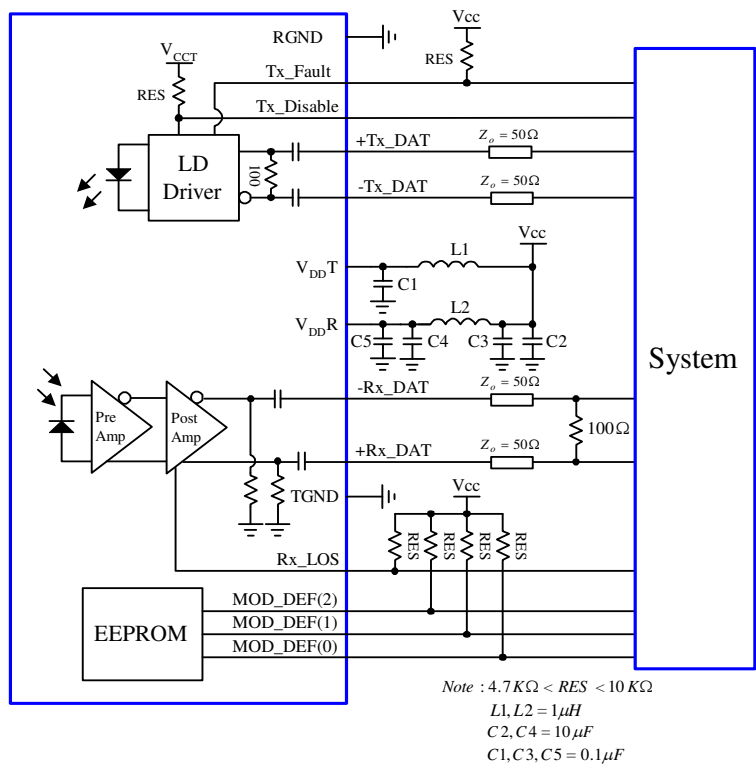 RGND
Vcc
V_CCT
RES
RES
Tx_Fault
Tx_Disable
LD
Driver
100
+Tx_DAT
Z_o = 50Ω
-Tx_DAT
Z_o = 50Ω
Vcc
V_DDT
L1
C1
V_DDR
L2
C5
C4
C3
C2
System
Pre
Amp
Post
Amp
-Rx_DAT
Z_o = 50Ω
100Ω
+Rx_DAT
Z_o = 50Ω
TGND
Vcc
RES
RES
RES
RES
Rx_LOS
EEPROM
MOD_DEF(2)
MOD_DEF(1)
MOD_DEF(0)
Note : 4.7KΩ < RES < 10KΩ
L1,L2 = 1μH
C2,C4 = 10μF
C1,C3,C5 = 0.1μF